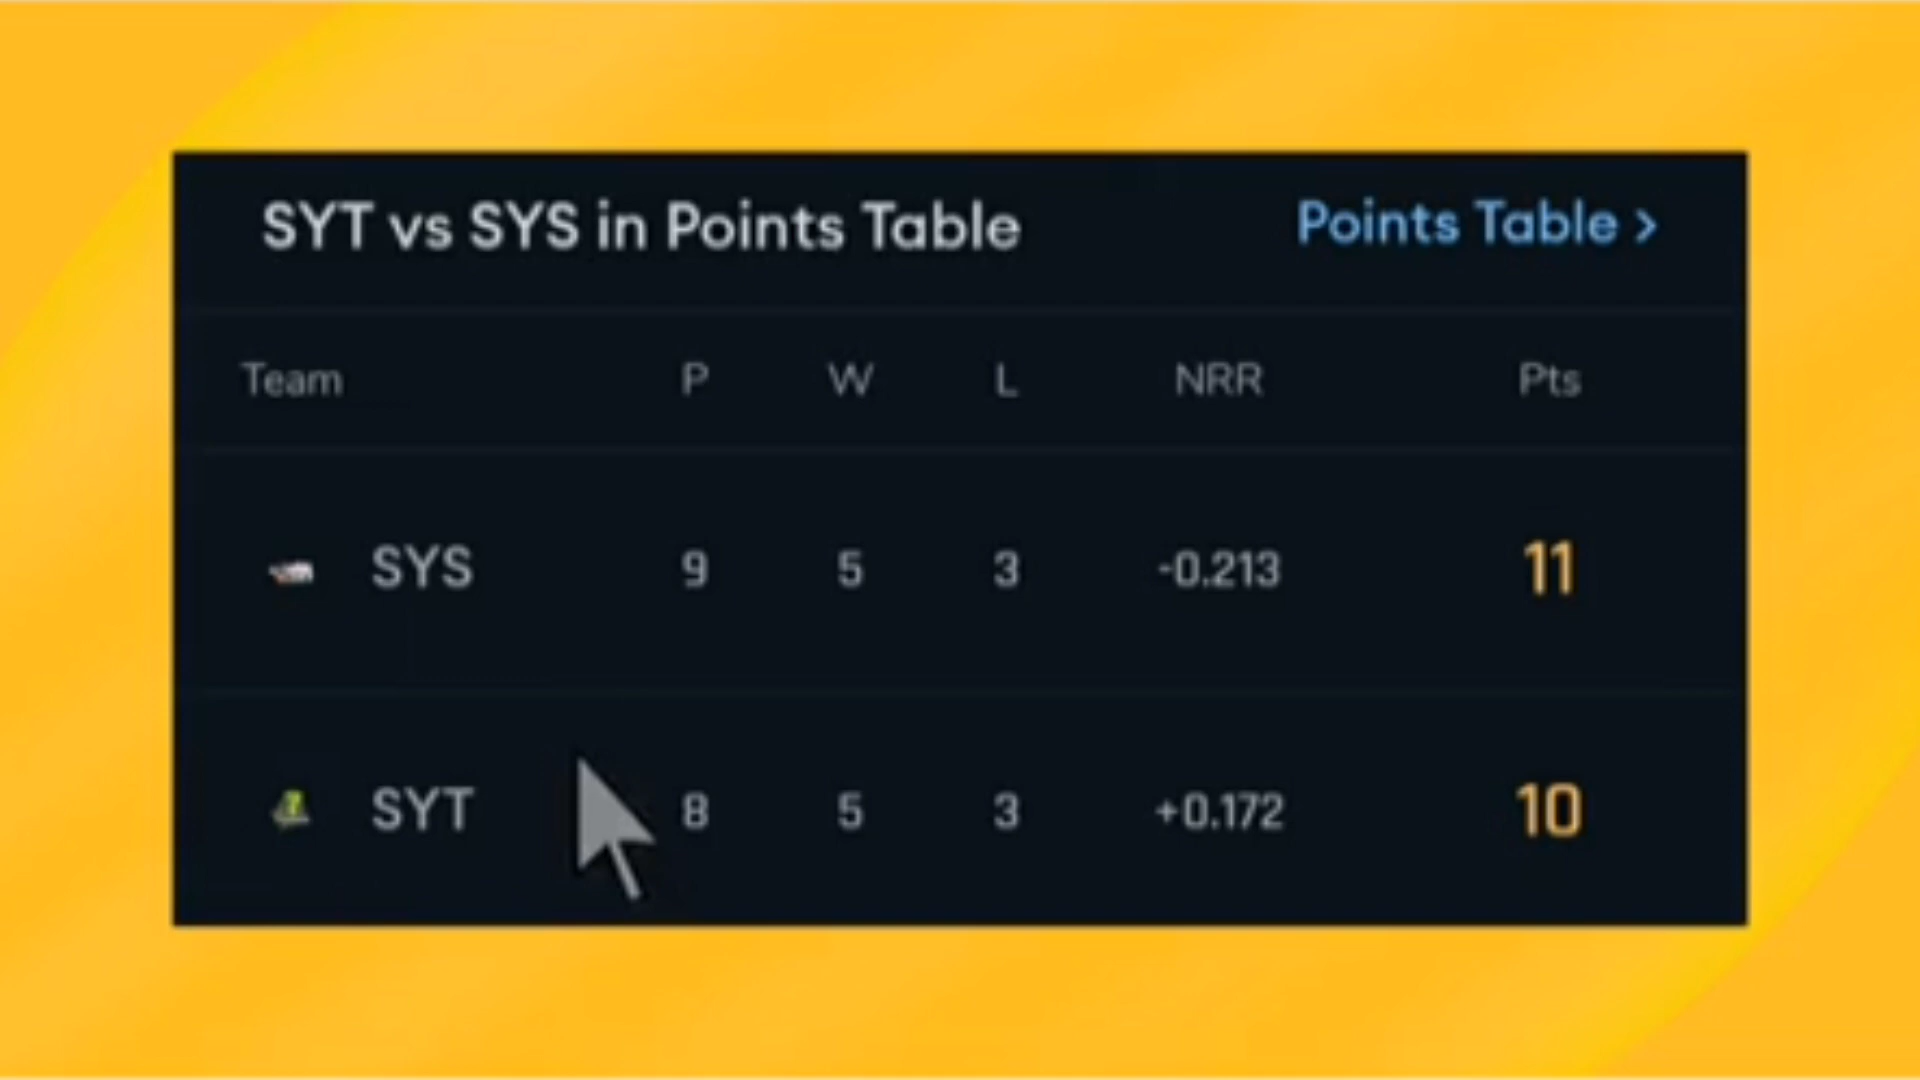 SYT vs SYS in Points Table Points Table >
Team P W L NRR Pts
SYS 9 5 3 -0.213 11
SYT 8 5 3 +0.172 10